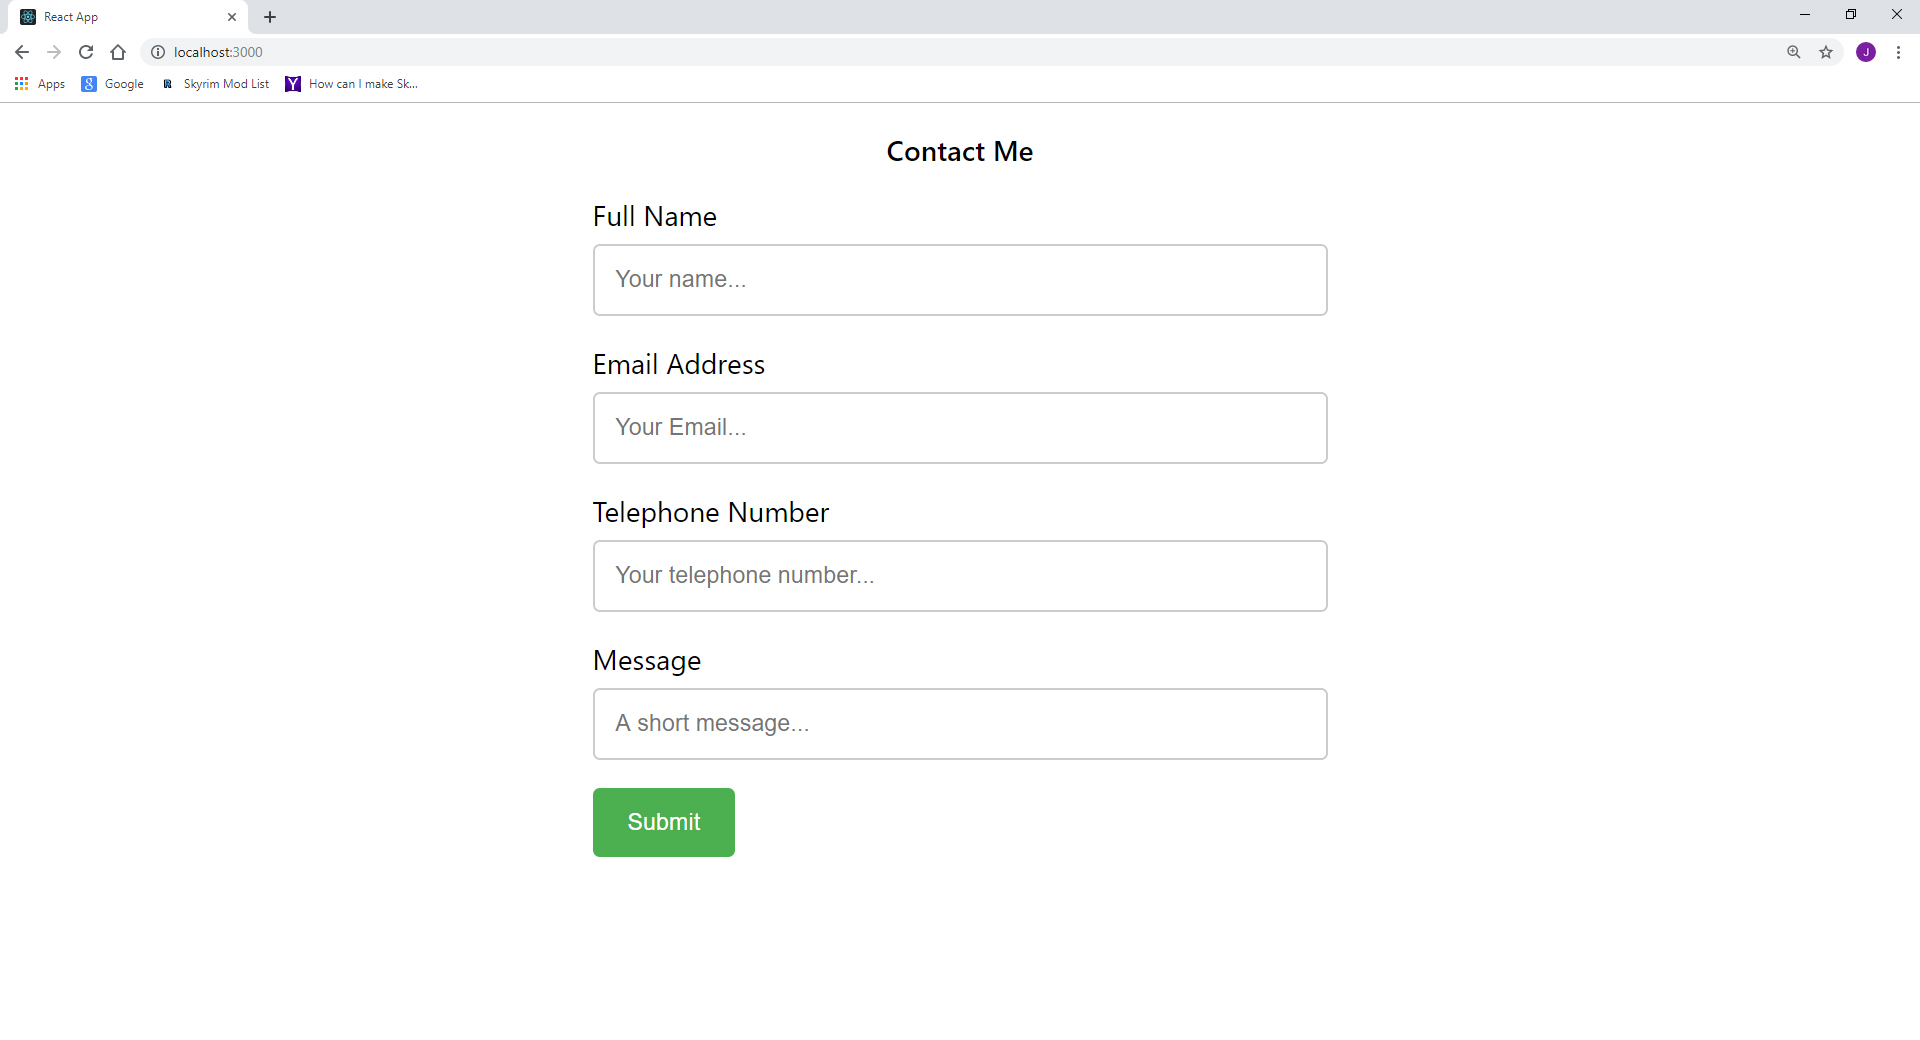 React App
localhost:3000
J
Apps Google R Skyrim Mod List Y How can I make Sk...
Contact Me
Full Name
Your name...
Email Address
Your Email...
Telephone Number
Your telephone number...
Message
A short message...
Submit